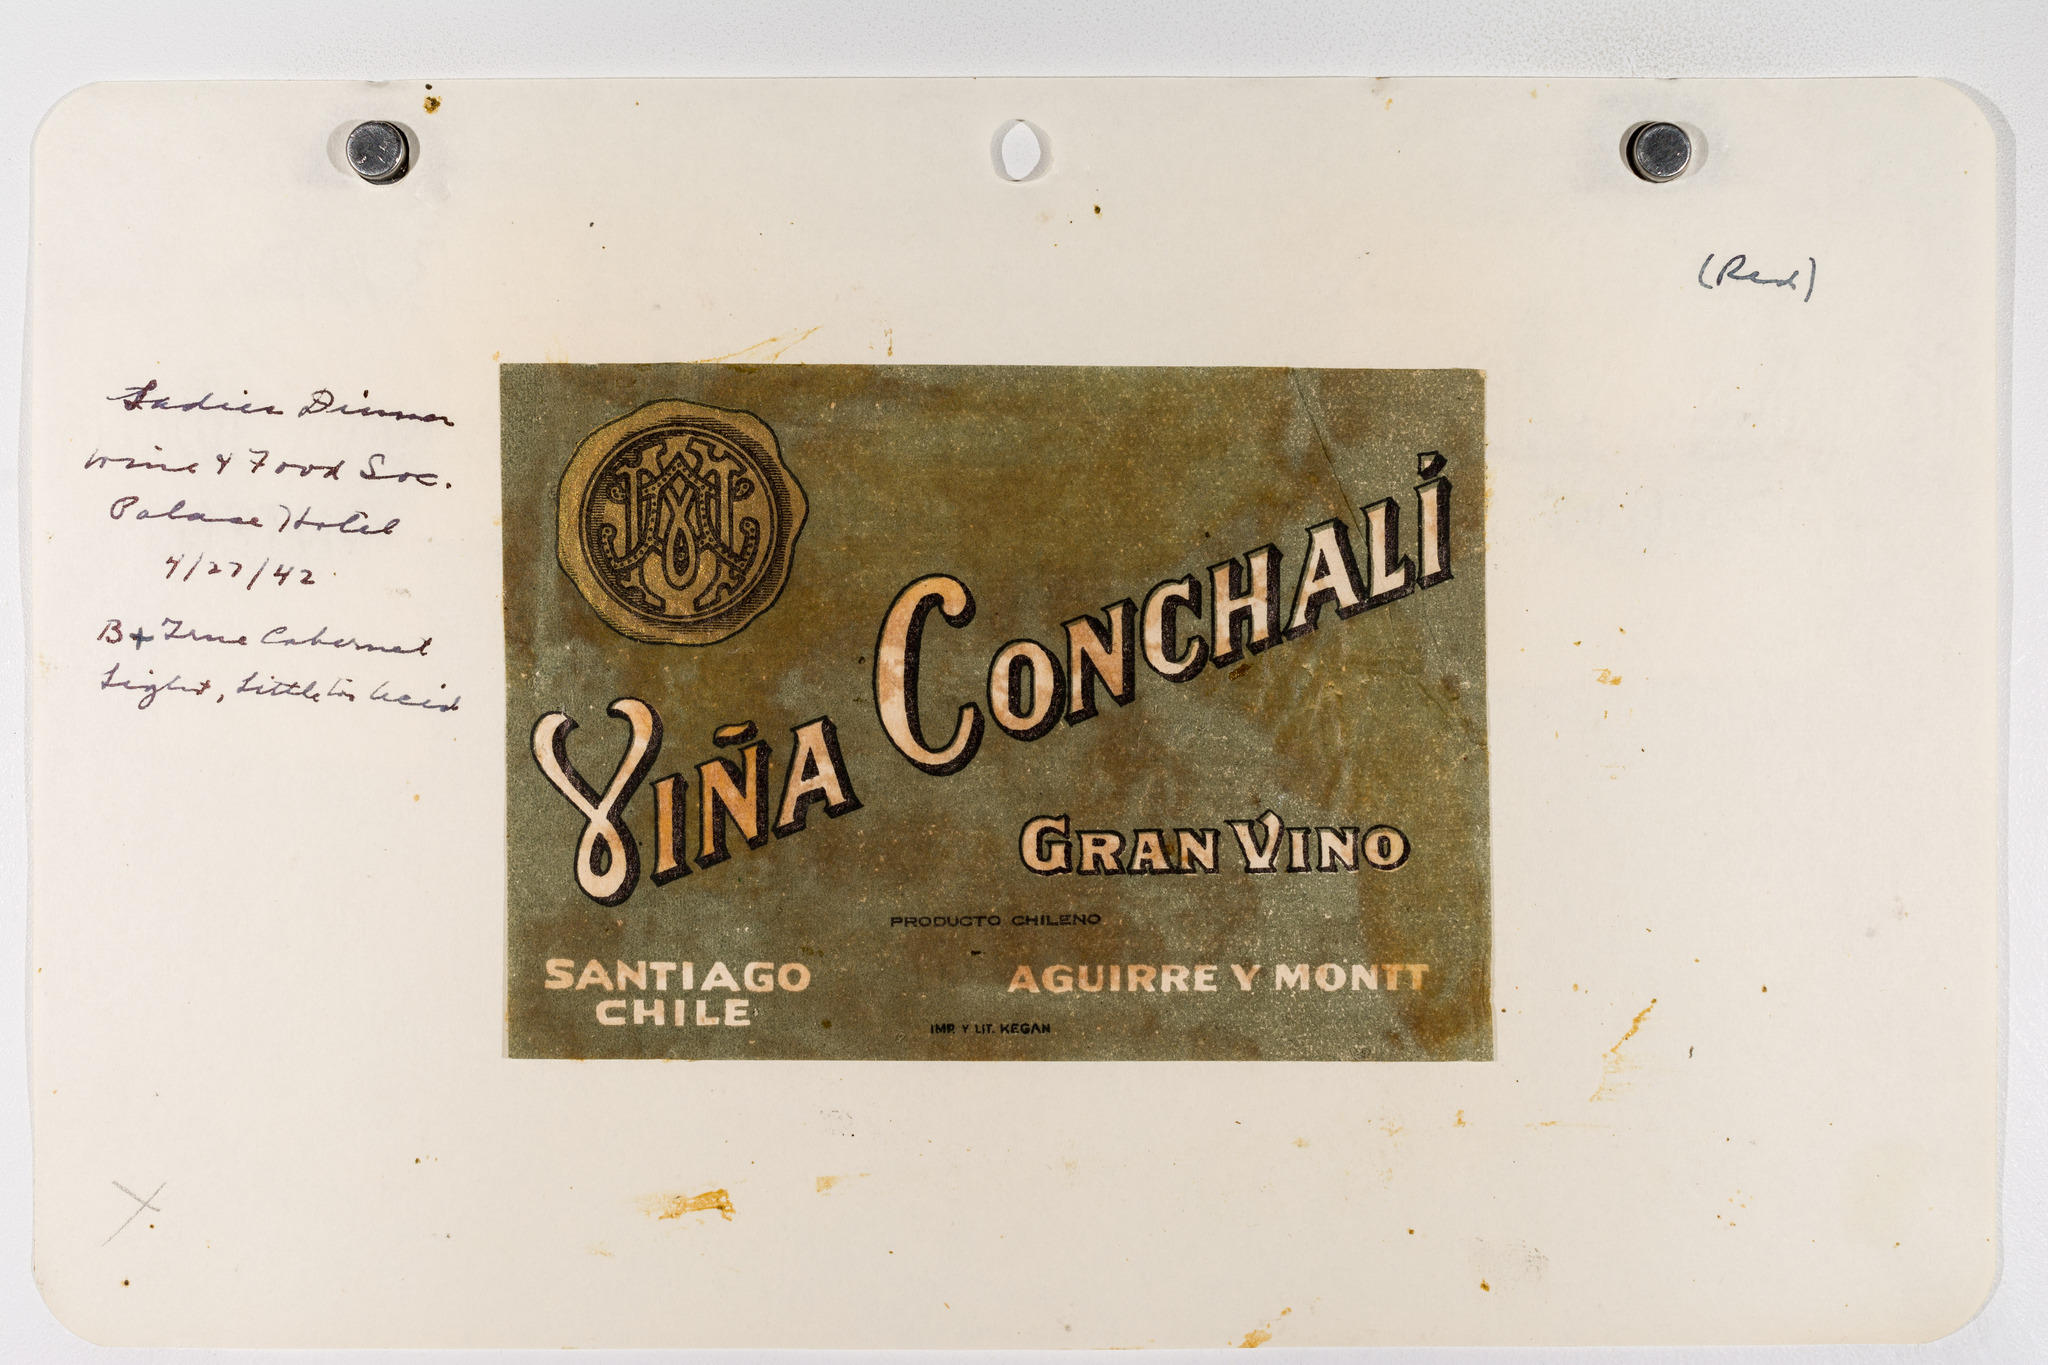 (Red)
Ladies Dinner
Wine & Food Soc.
Palace Hotel
4/27/42
B+ True Cabernet
Light, Little too Acid
VIÑA CONCHALÍ
GRAN VINO
PRODUCTO CHILENO
SANTIAGO
CHILE
AGUIRRE Y MONTT
IMP. Y LIT. KEGAN